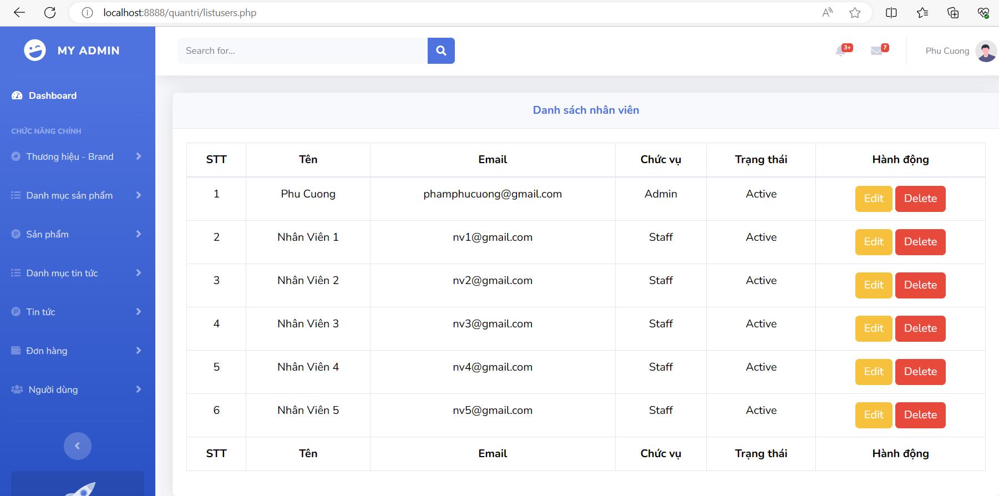 localhost:8888/quantri/listusers.php
MY ADMIN
Search for...
3+
7
Phu Cuong
Dashboard
CHỨC NĂNG CHÍNH
Thương hiệu - Brand
Danh mục sản phẩm
Sản phẩm
Danh mục tin tức
Tin tức
Đơn hàng
Người dùng
Danh sách nhân viên
STT Tên Email Chức vụ Trạng thái Hành động
1 Phu Cuong phamphucuong@gmail.com Admin Active Edit Delete
2 Nhân Viên 1 nv1@gmail.com Staff Active Edit Delete
3 Nhân Viên 2 nv2@gmail.com Staff Active Edit Delete
4 Nhân Viên 3 nv3@gmail.com Staff Active Edit Delete
5 Nhân Viên 4 nv4@gmail.com Staff Active Edit Delete
6 Nhân Viên 5 nv5@gmail.com Staff Active Edit Delete
STT Tên Email Chức vụ Trạng thái Hành động